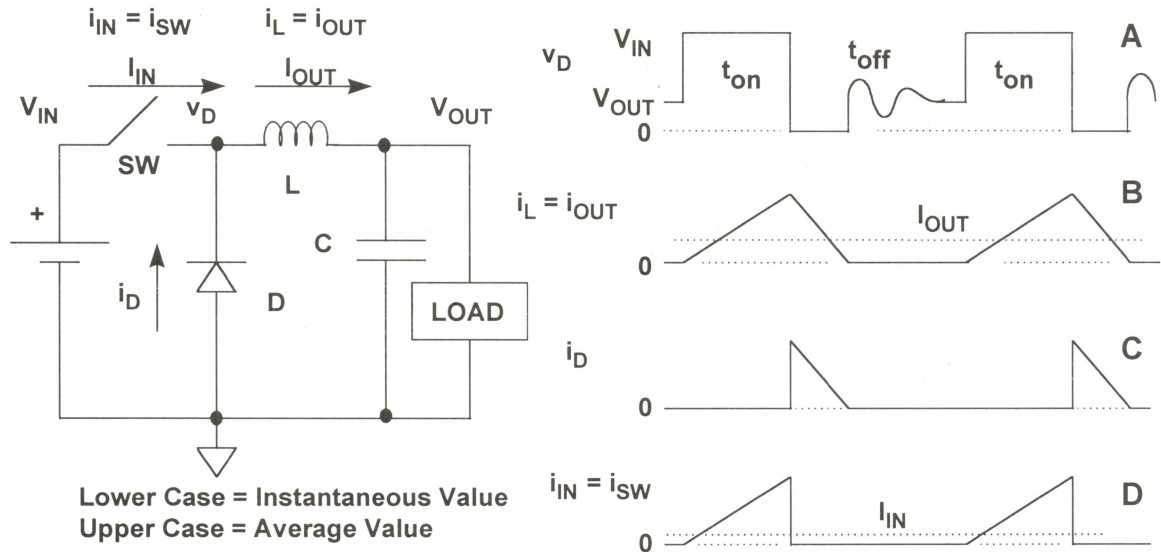 iIN = iSW
iL = iOUT
IIN
IOUT
VIN
vD
VOUT
SW
L
+
C
iD
D
LOAD
Lower Case = Instantaneous Value
Upper Case = Average Value
vD
VIN
A
ton
toff
ton
VOUT
0
B
iL = iOUT
IOUT
0
C
iD
0
iIN = iSW
D
IIN
0